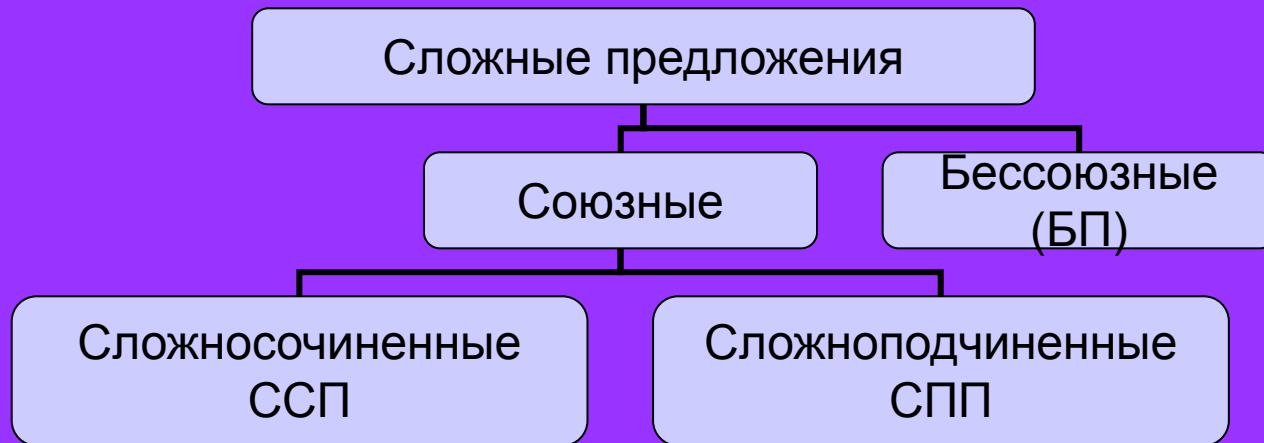 Сложные предложения
Союзные
Бессоюзные
(БП)
Сложносочиненные
ССП
Сложноподчиненные
СПП